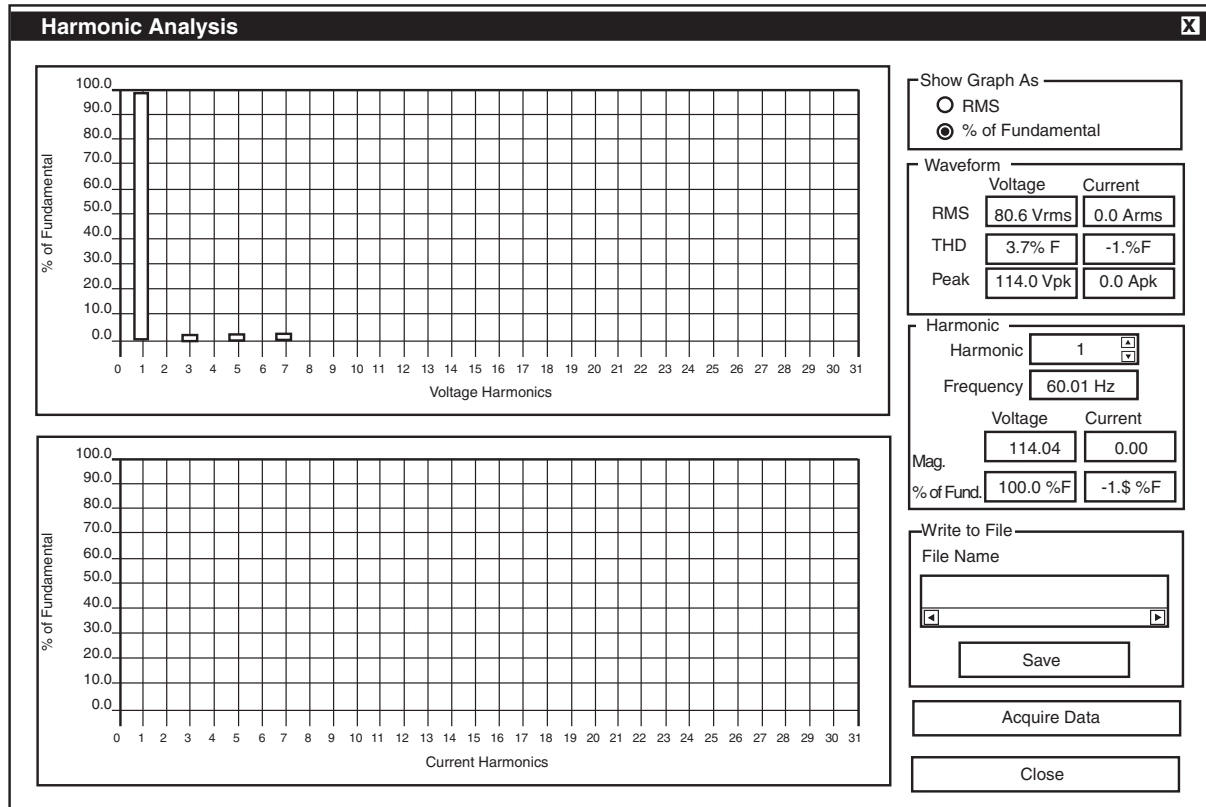 Harmonic Analysis X
100.0
90.0
80.0
70.0
60.0
50.0
40.0
30.0
20.0
10.0
0.0
% of Fundamental
0 1 2 3 4 5 6 7 8 9 10 11 12 13 14 15 16 17 18 19 20 21 22 23 24 25 26 27 28 29 30 31
Voltage Harmonics
100.0
90.0
80.0
70.0
60.0
50.0
40.0
30.0
20.0
10.0
0.0
% of Fundamental
0 1 2 3 4 5 6 7 8 9 10 11 12 13 14 15 16 17 18 19 20 21 22 23 24 25 26 27 28 29 30 31
Current Harmonics
Show Graph As
RMS
% of Fundamental
Waveform
Voltage Current
RMS 80.6 Vrms 0.0 Arms
THD 3.7% F -1.%F
Peak 114.0 Vpk 0.0 Apk
Harmonic
Harmonic 1
Frequency 60.01 Hz
Voltage Current
Mag. 114.04 0.00
% of Fund. 100.0 %F -1.$ %F
Write to File
File Name
Save
Acquire Data
Close